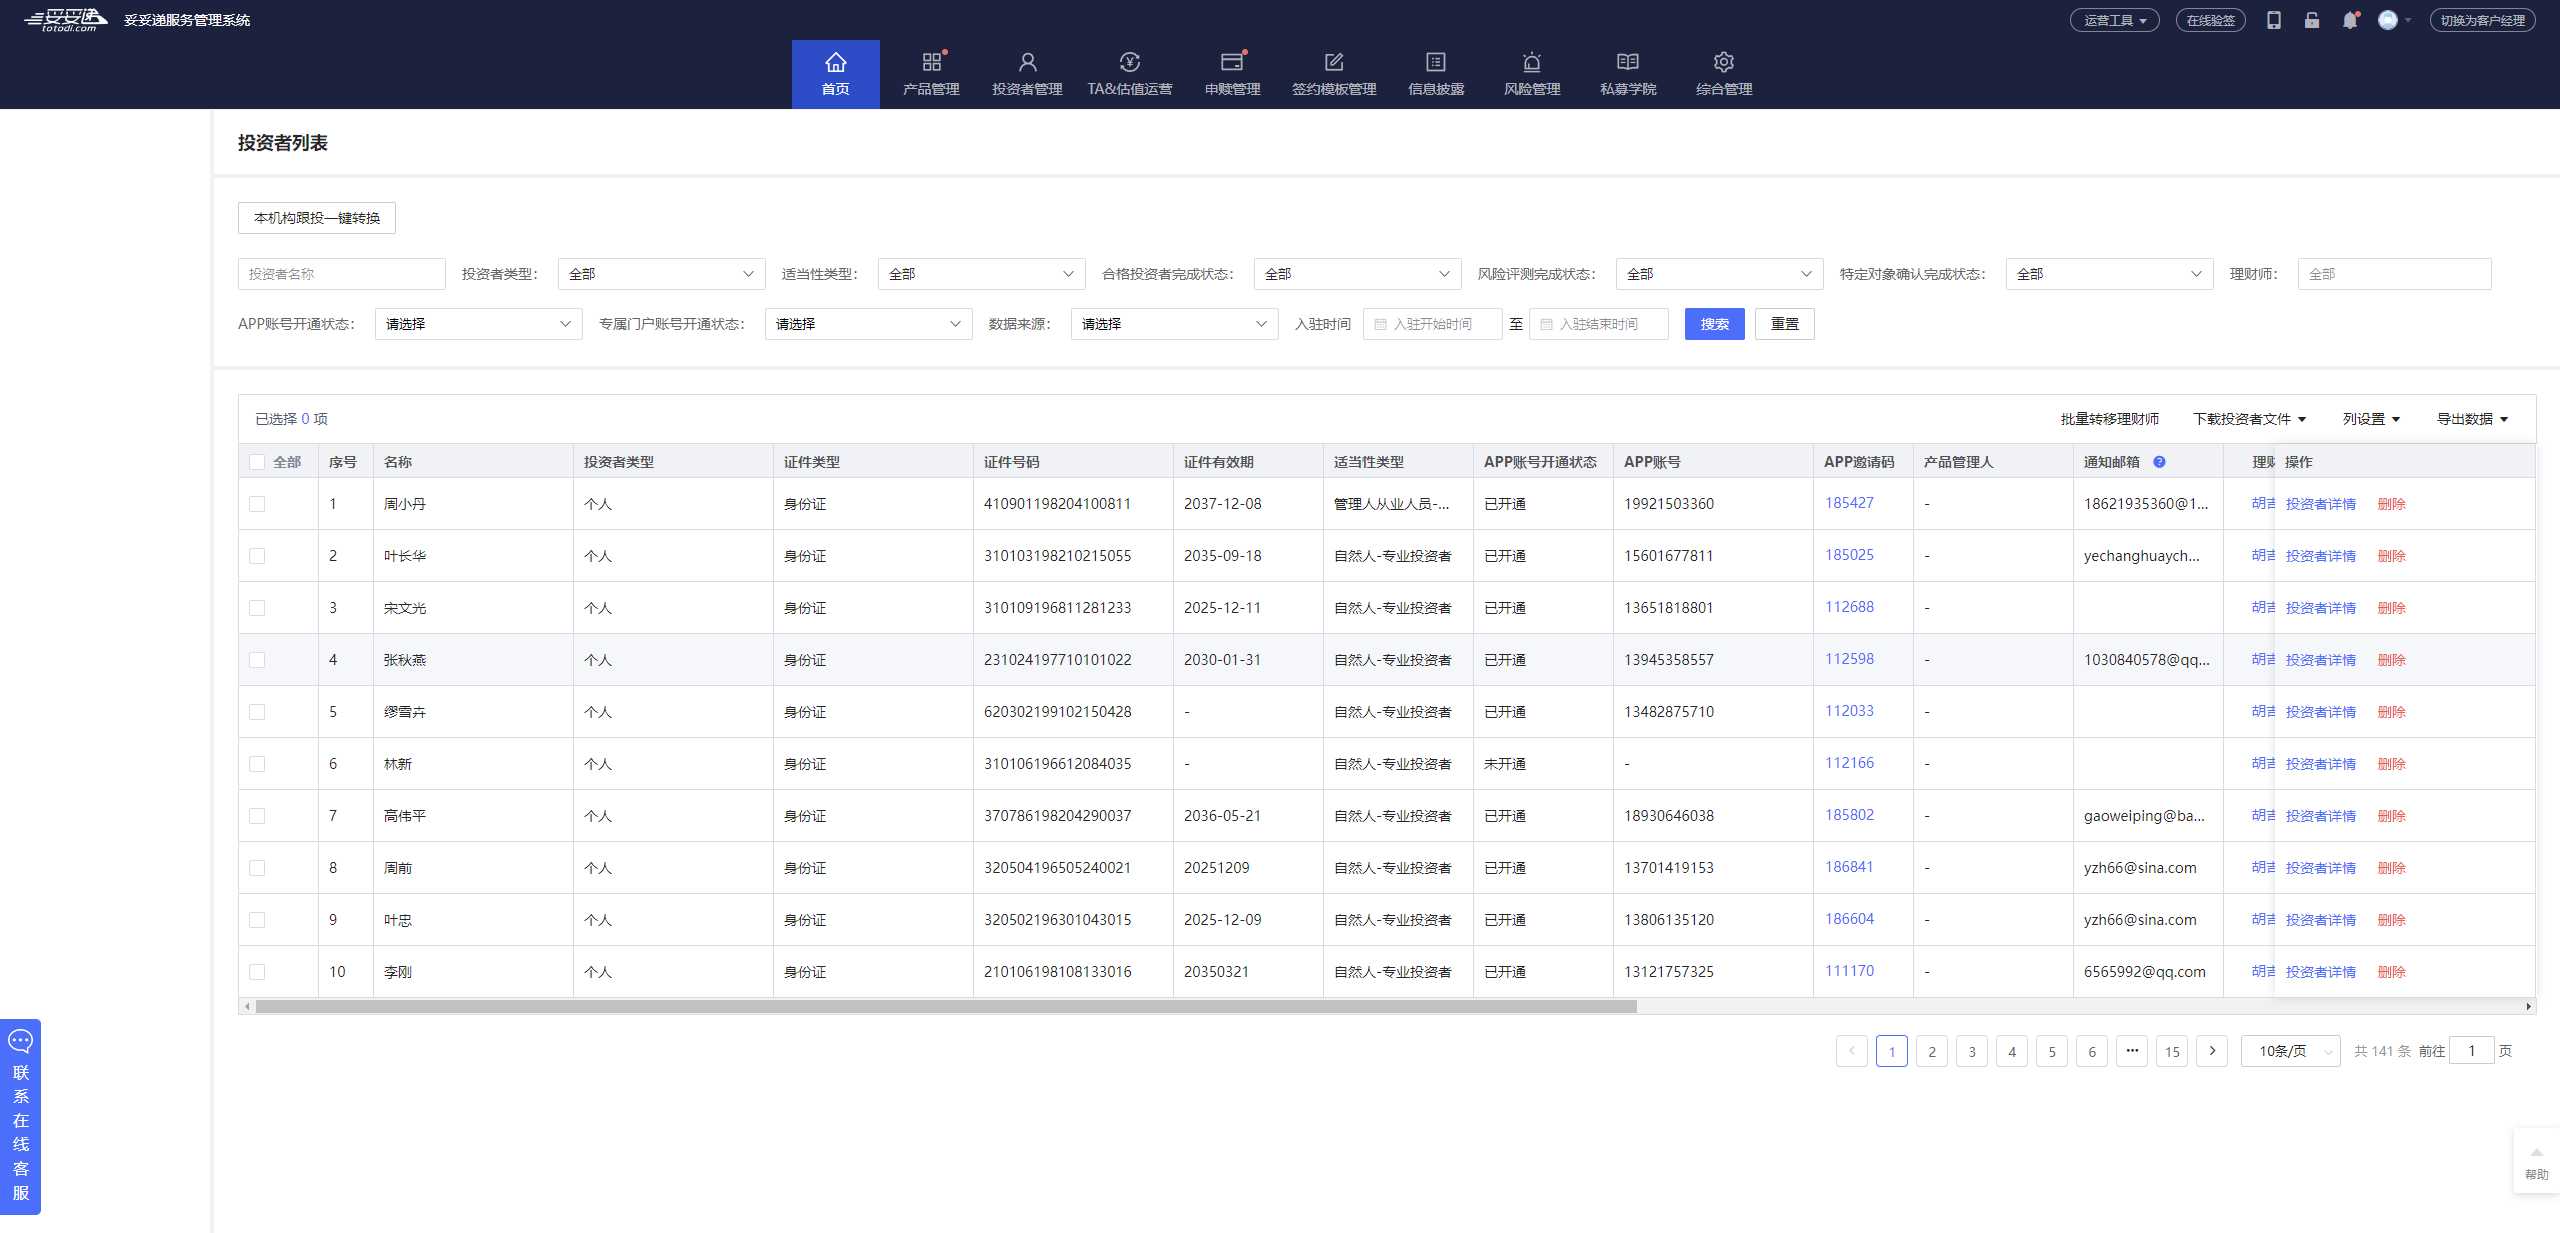 妥妥递
totodi.com
妥妥递服务管理系统
运营工具
在线验签
切换为客户经理
首页
产品管理
投资者管理
TA&估值运营
申赎管理
签约模板管理
信息披露
风险管理
私募学院
综合管理
投资者列表
本机构跟投一键转换
投资者名称 投资者类型： 全部 适当性类型： 全部 合格投资者完成状态： 全部 风险评测完成状态： 全部 特定对象确认完成状态： 全部 理财师： 全部
APP账号开通状态： 请选择 专属门户账号开通状态： 请选择 数据来源： 请选择 入驻时间 入驻开始时间 至 入驻结束时间 搜索 重置
已选择 0 项 批量转移理财师 下载投资者文件 列设置 导出数据
全部 序号 名称 投资者类型 证件类型 证件号码 证件有效期 适当性类型 APP账号开通状态 APP账号 APP邀请码 产品管理人 通知邮箱 ? 理财 操作
1 周小丹 个人 身份证 410901198204100811 2037-12-08 管理人从业人员-... 已开通 19921503360 185427 - 18621935360@1... 胡吉 投资者详情 删除
2 叶长华 个人 身份证 310103198210215055 2035-09-18 自然人-专业投资者 已开通 15601677811 185025 - yechanghuaych... 胡吉 投资者详情 删除
3 宋文光 个人 身份证 310109196811281233 2025-12-11 自然人-专业投资者 已开通 13651818801 112688 - 胡吉 投资者详情 删除
4 张秋燕 个人 身份证 231024197710101022 2030-01-31 自然人-专业投资者 已开通 13945358557 112598 - 1030840578@qq... 胡吉 投资者详情 删除
5 缪雪卉 个人 身份证 620302199102150428 - 自然人-专业投资者 已开通 13482875710 112033 - 胡吉 投资者详情 删除
6 林新 个人 身份证 310106196612084035 - 自然人-专业投资者 未开通 - 112166 - 胡吉 投资者详情 删除
7 高伟平 个人 身份证 370786198204290037 2036-05-21 自然人-专业投资者 已开通 18930646038 185802 - gaoweiping@ba... 胡吉 投资者详情 删除
8 周前 个人 身份证 320504196505240021 20251209 自然人-专业投资者 已开通 13701419153 186841 - yzh66@sina.com 胡吉 投资者详情 删除
9 叶忠 个人 身份证 320502196301043015 2025-12-09 自然人-专业投资者 已开通 13806135120 186604 - yzh66@sina.com 胡吉 投资者详情 删除
10 李刚 个人 身份证 210106198108133016 20350321 自然人-专业投资者 已开通 13121757325 111170 - 6565992@qq.com 胡吉 投资者详情 删除
1 2 3 4 5 6 ... 15 10条/页 共 141 条 前往 1 页
联系在线客服
帮助